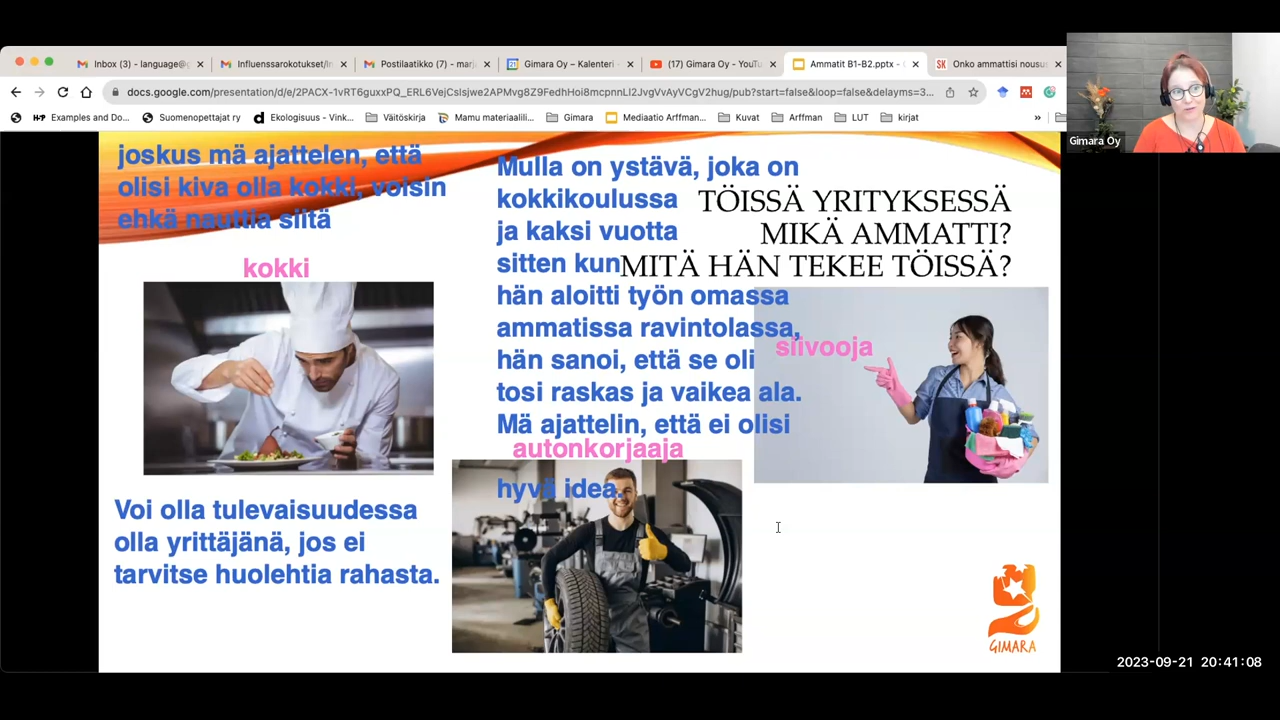 Inbox (3) - language@g
Influenssarokotukset/In
Postilaatikko (7) - marj
Gimara Oy – Kalenteri -
(17) Gimara Oy - YouTu
Ammatit B1-B2.pptx - G
Onko ammattisi nousus
docs.google.com/presentation/d/e/2PACX-1vRT6guxxPQ_ERL6VejCslsjwe2APMvg8Z9FedhHoi8mcpnnLl2JvgVvAyVCgV2hug/pub?start=false&loop=false&delayms=3...
Examples and Do...
Suomenopettajat ry
Ekologisuus - Vink...
Väitöskirja
Mamu materiaalili...
Gimara
Mediaatio Arffman...
Kuvat
Arffman
LUT
kirjat
»
Gimara Oy
joskus mä ajattelen, että
olisi kiva olla kokki, voisin
ehkä nauttia siitä
kokki
Voi olla tulevaisuudessa
olla yrittäjänä, jos ei
tarvitse huolehtia rahasta.
Mulla on ystävä, joka on
kokkikoulussa
ja kaksi vuotta
sitten kun
hän aloitti työn omassa
ammatissa ravintolassa,
hän sanoi, että se oli
tosi raskas ja vaikea ala.
Mä ajattelin, että ei olisi
hyvä idea.
autonkorjaaja
TÖISSÄ YRITYKSESSÄ
MIKÄ AMMATTI?
MITÄ HÄN TEKEE TÖISSÄ?
siivooja
GIMARA
2023-09-21 20:41:08